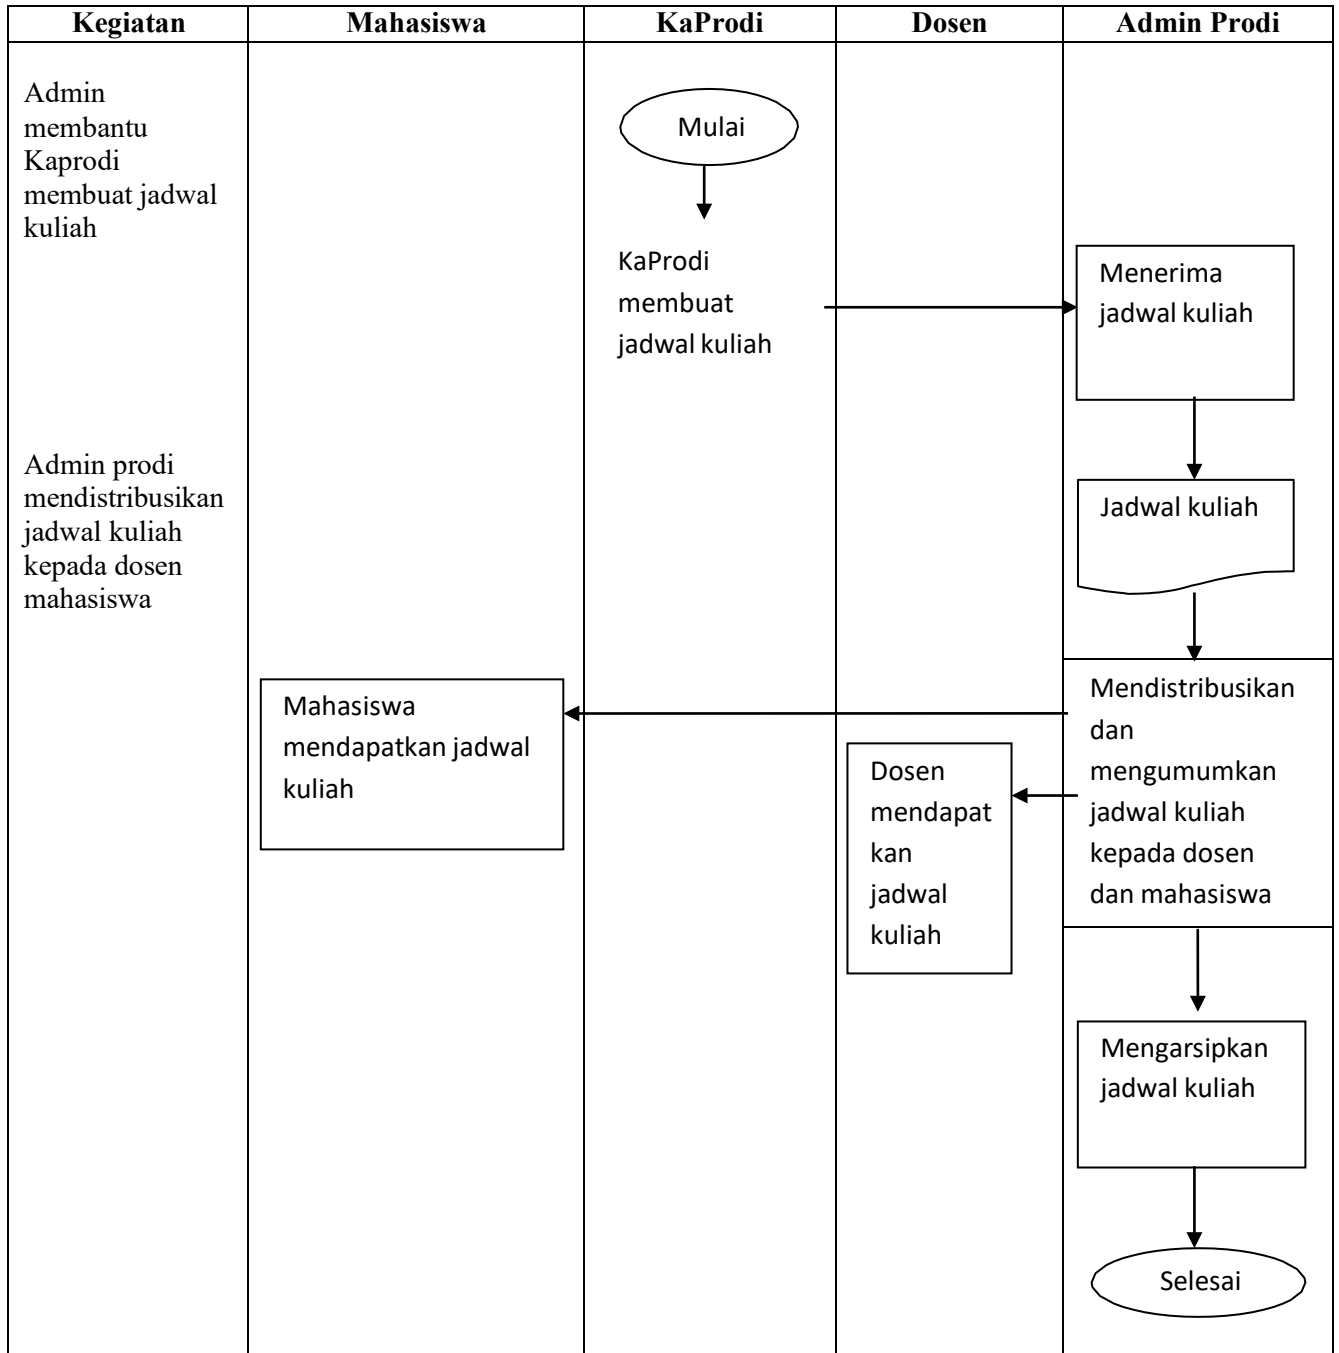 Kegiatan
Mahasiswa
KaProdi
Dosen
Admin Prodi
Admin
membantu
Kaprodi
membuat jadwal
kuliah
Mulai
KaProdi
membuat
jadwal kuliah
Menerima
jadwal kuliah
Admin prodi
mendistribusikan
jadwal kuliah
kepada dosen
mahasiswa
Jadwal kuliah
Mendistribusikan
dan
mengumumkan
jadwal kuliah
kepada dosen
dan mahasiswa
Mahasiswa
mendapatkan jadwal
kuliah
Dosen
mendapat
kan
jadwal
kuliah
Mengarsipkan
jadwal kuliah
Selesai